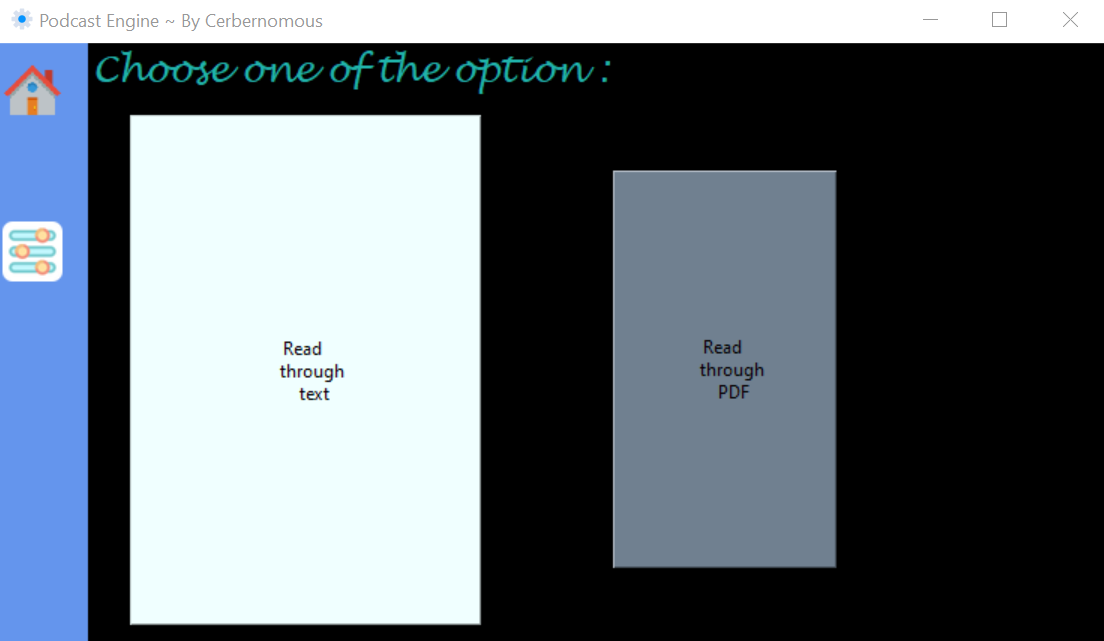 Podcast Engine ~ By Cerbernomous
Choose one of the option :
Read
through
text
Read
through
PDF